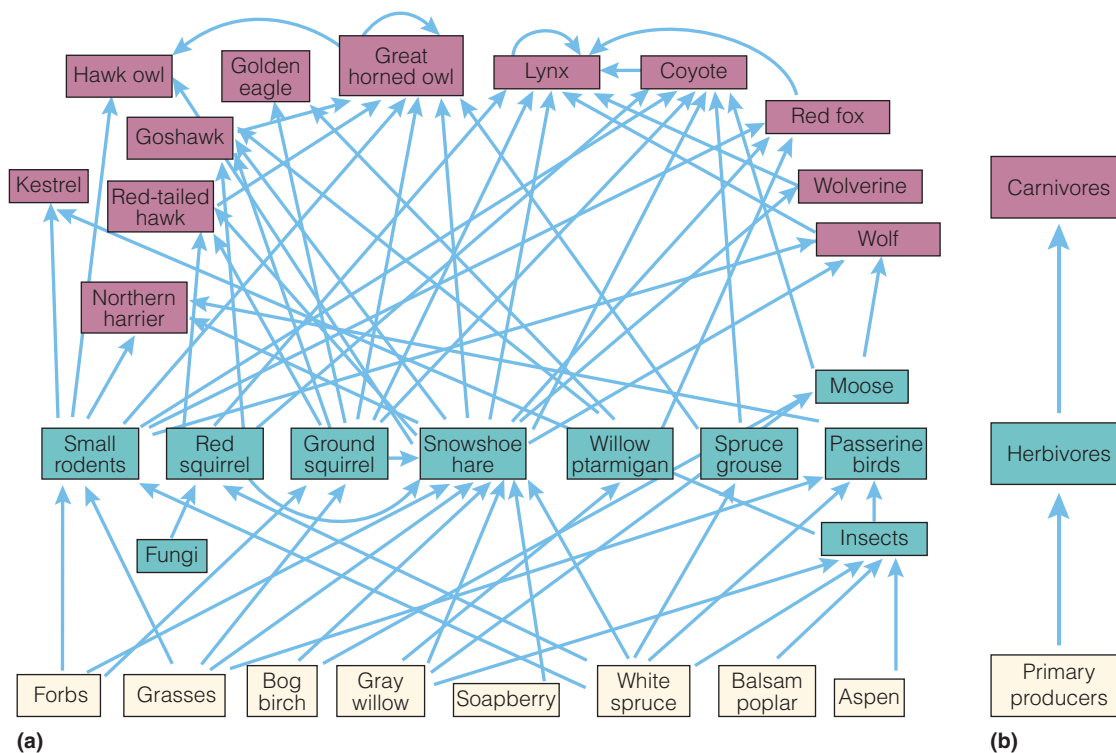 Hawk owl
Golden
eagle
Great
horned owl
Lynx
Coyote
Red fox
Goshawk
Kestrel
Red-tailed
hawk
Wolverine
Wolf
Northern
harrier
Moose
Small
rodents
Red
squirrel
Ground
squirrel
Snowshoe
hare
Willow
ptarmigan
Spruce
grouse
Passerine
birds
Fungi
Insects
Forbs
Grasses
Bog
birch
Gray
willow
Soapberry
White
spruce
Balsam
poplar
Aspen
(a)
Carnivores
Herbivores
Primary
producers
(b)